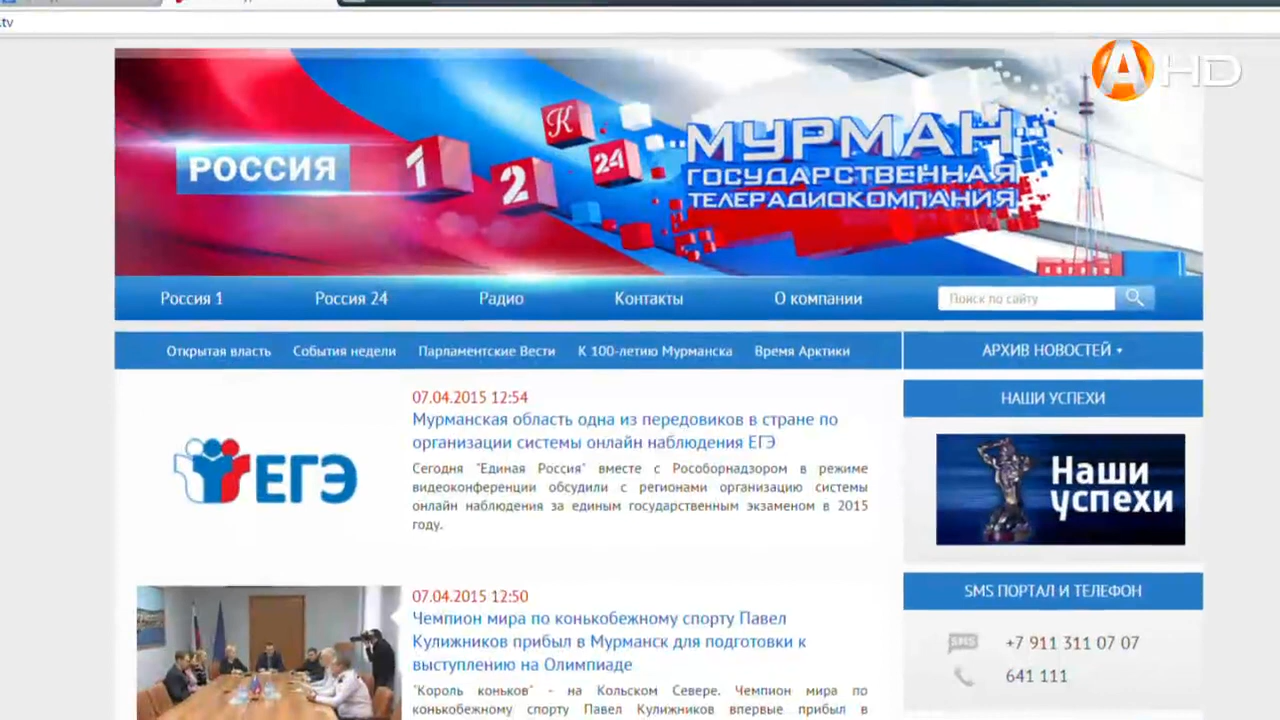 .tv
А HD
РОССИЯ
1
2
К
24
МУРМАН
ГОСУДАРСТВЕННАЯ
ТЕЛЕРАДИОКОМПАНИЯ
Россия 1 Россия 24 Радио Контакты О компании Поиск по сайту
Открытая власть События недели Парламентские Вести К 100-летию Мурманска Время Арктики АРХИВ НОВОСТЕЙ
07.04.2015 12:54
Мурманская область одна из передовиков в стране по
организации системы онлайн наблюдения ЕГЭ
Сегодня "Единая Россия" вместе с Рособорнадзором в режиме
видеоконференции обсудили с регионами организацию системы
онлайн наблюдения за единым государственным экзаменом в 2015
году.
ЕГЭ
07.04.2015 12:50
Чемпион мира по конькобежному спорту Павел
Кулижников прибыл в Мурманск для подготовки к
выступлению на Олимпиаде
"Король коньков" - на Кольском Севере. Чемпион мира по
конькобежному спорту Павел Кулижников впервые прибыл в
НАШИ УСПЕХИ
Наши
успехи
SMS ПОРТАЛ И ТЕЛЕФОН
SMS +7 911 311 07 07
641 111